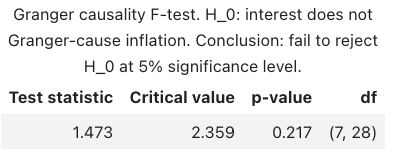 Granger causality F-test. H_0: interest does not
Granger-cause inflation. Conclusion: fail to reject
H_0 at 5% significance level.
Test statistic Critical value p-value df
1.473 2.359 0.217 (7, 28)